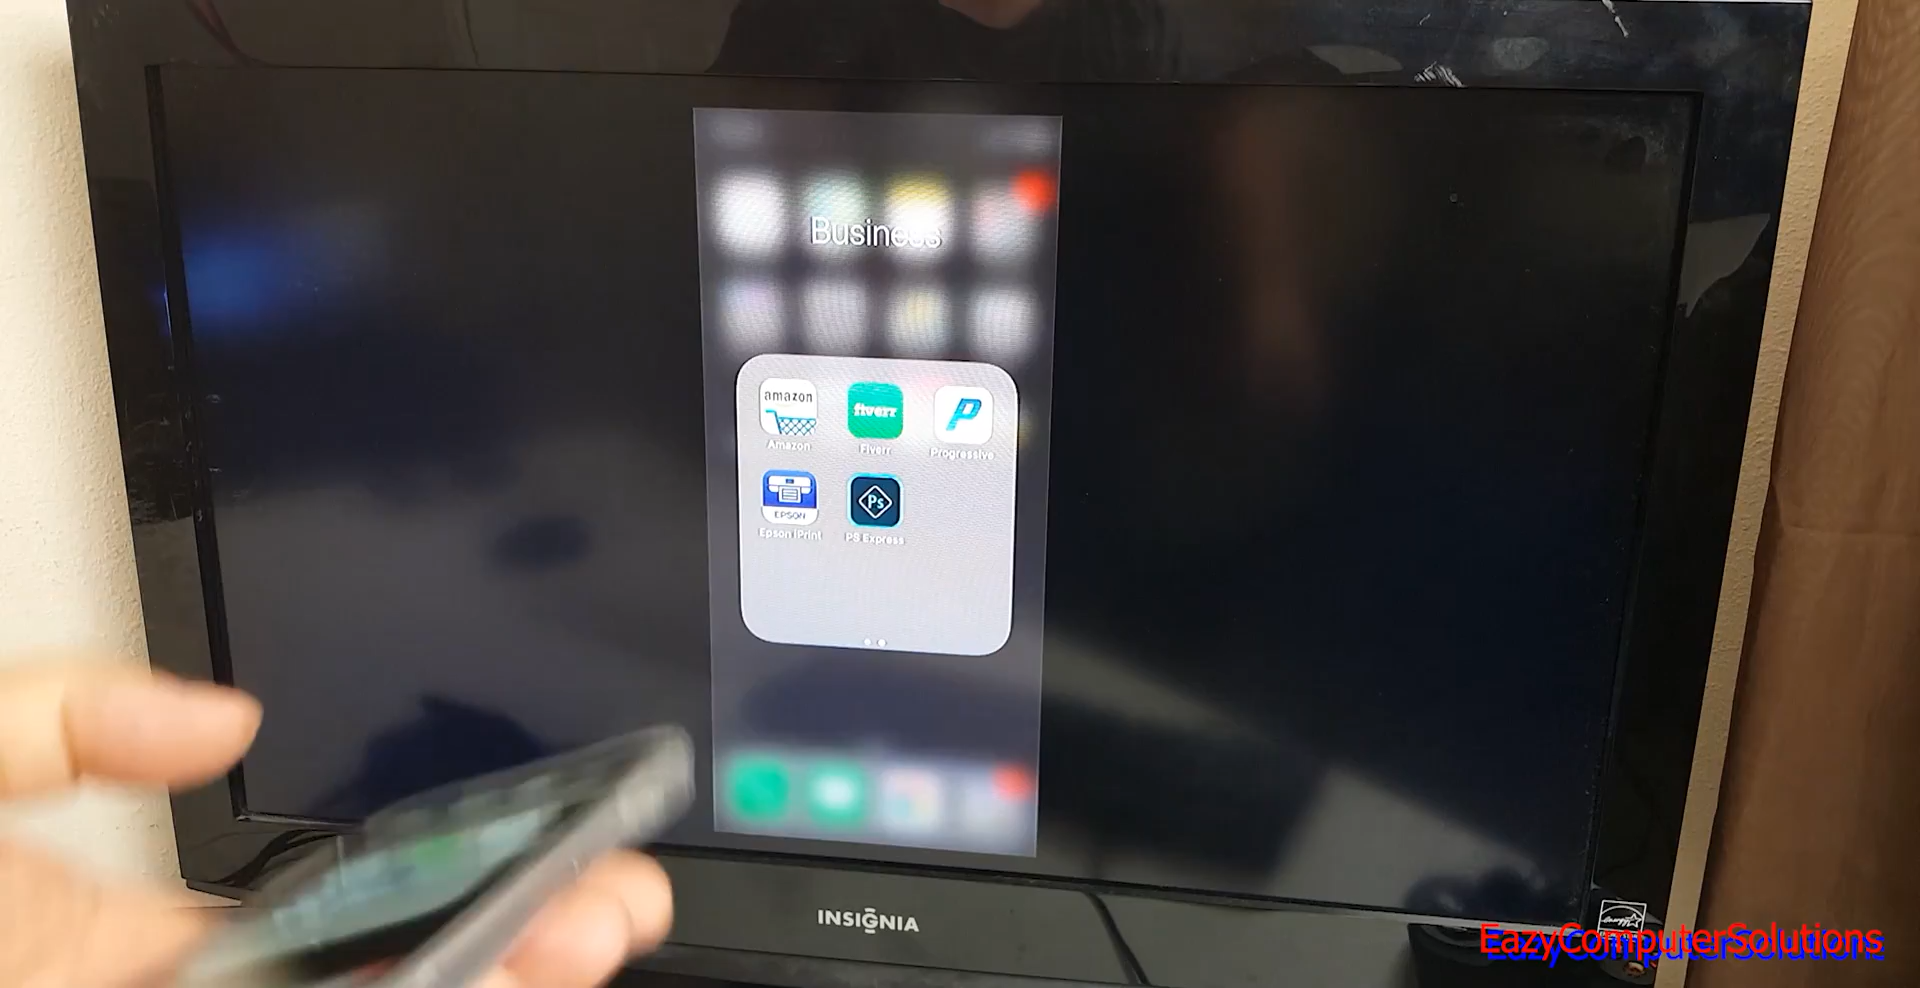 Business
amazon
fiverr
P
Amazon
Fiverr
Progressive
EPSON
Ps
Epson iPrint
PS Express
INSIGNIA
EazyComputerSolutions